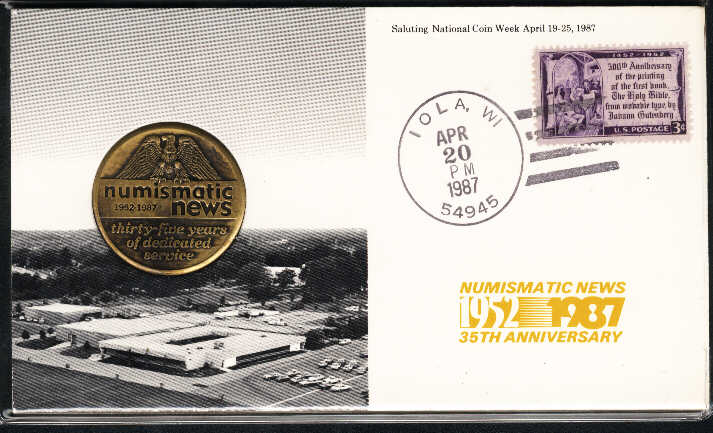 Saluting National Coin Week April 19-25, 1987
1452-1952
500th Anniversary
of the printing
of the first book,
The Holy Bible,
from movable type, by
Johann Gutenberg
U.S. POSTAGE 3¢
IOLA, WI
APR
20
PM
1987
54945
numismatic
1952-1987 news
thirty-five years
of dedicated
service
NUMISMATIC NEWS
1952 1987
35TH ANNIVERSARY